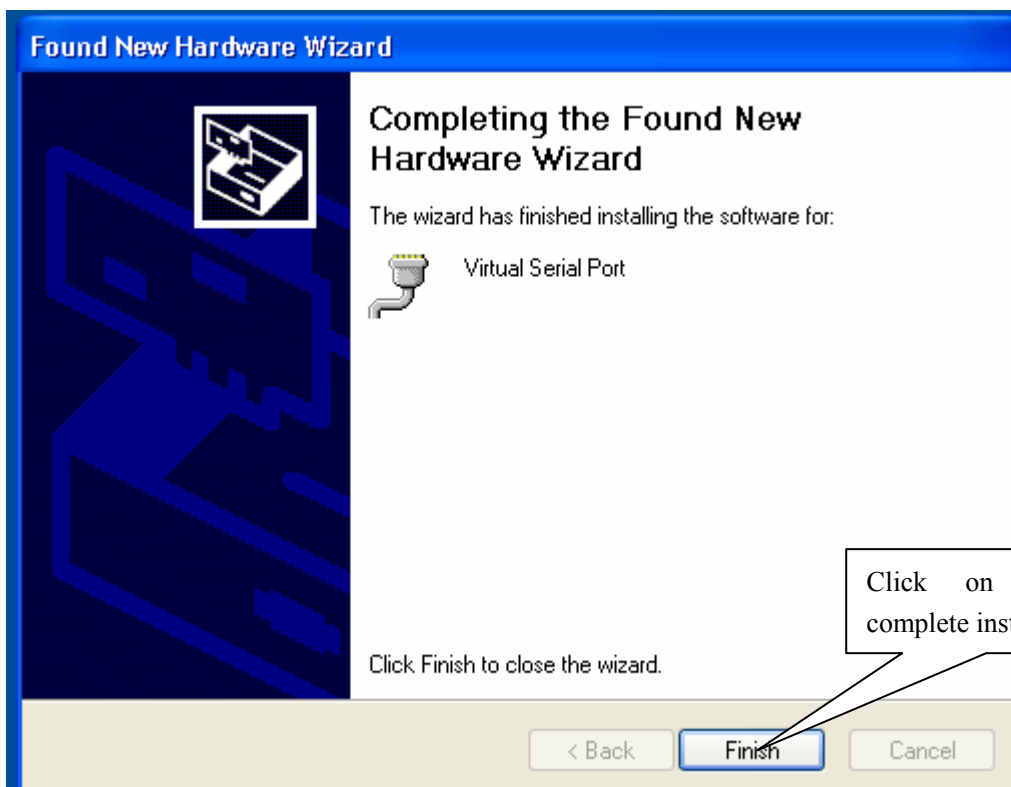 Found New Hardware Wizard
Completing the Found New
Hardware Wizard
The wizard has finished installing the software for:
Virtual Serial Port
Click on
complete
Click Finish to close the wizard.
< Back
Finish
Cancel